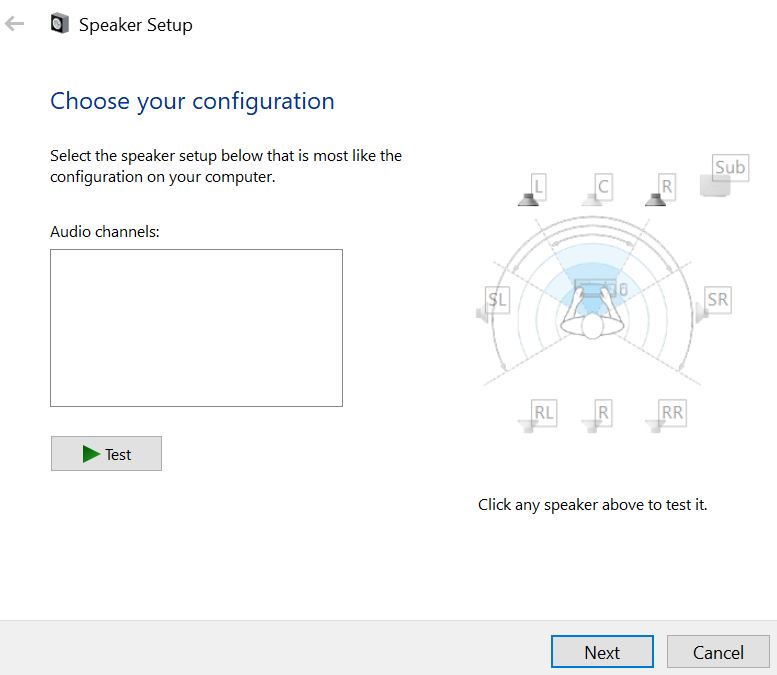 Speaker Setup
Choose your configuration
Select the speaker setup below that is most like the
configuration on your computer.
Audio channels:
Sub
L C R
SL SR
RL R RR
Test
Click any speaker above to test it.
Next Cancel